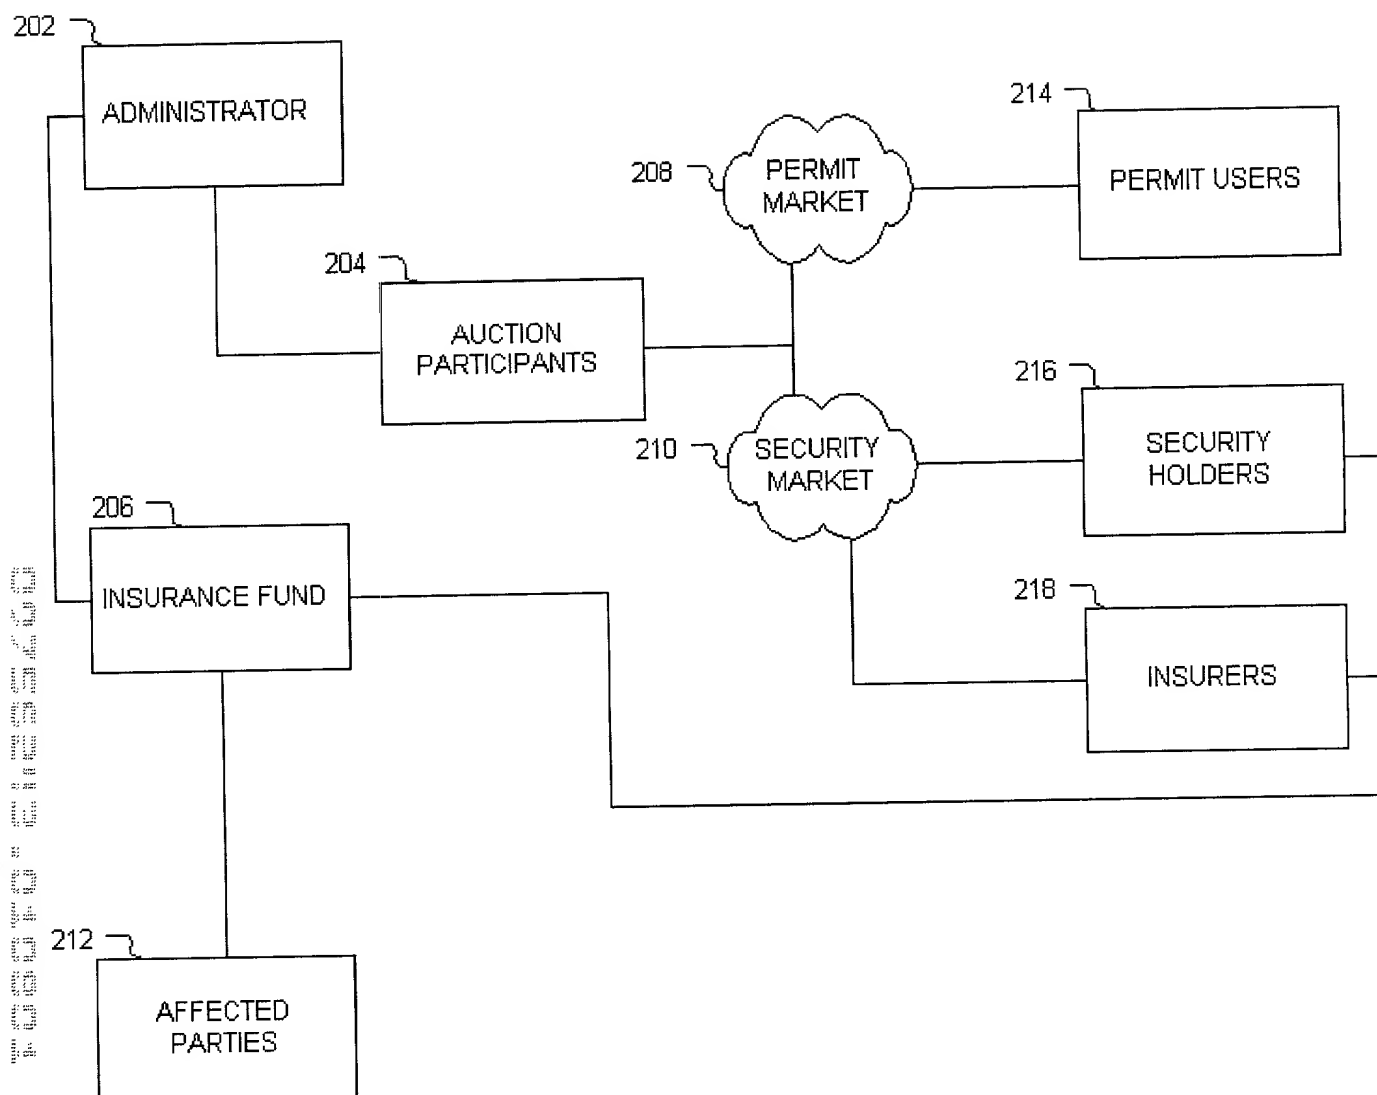 202
ADMINISTRATOR
214
PERMIT USERS
208
PERMIT
MARKET
204
AUCTION
PARTICIPANTS
216
SECURITY
HOLDERS
210
SECURITY
MARKET
206
INSURANCE FUND
218
INSURERS
212
AFFECTED
PARTIES